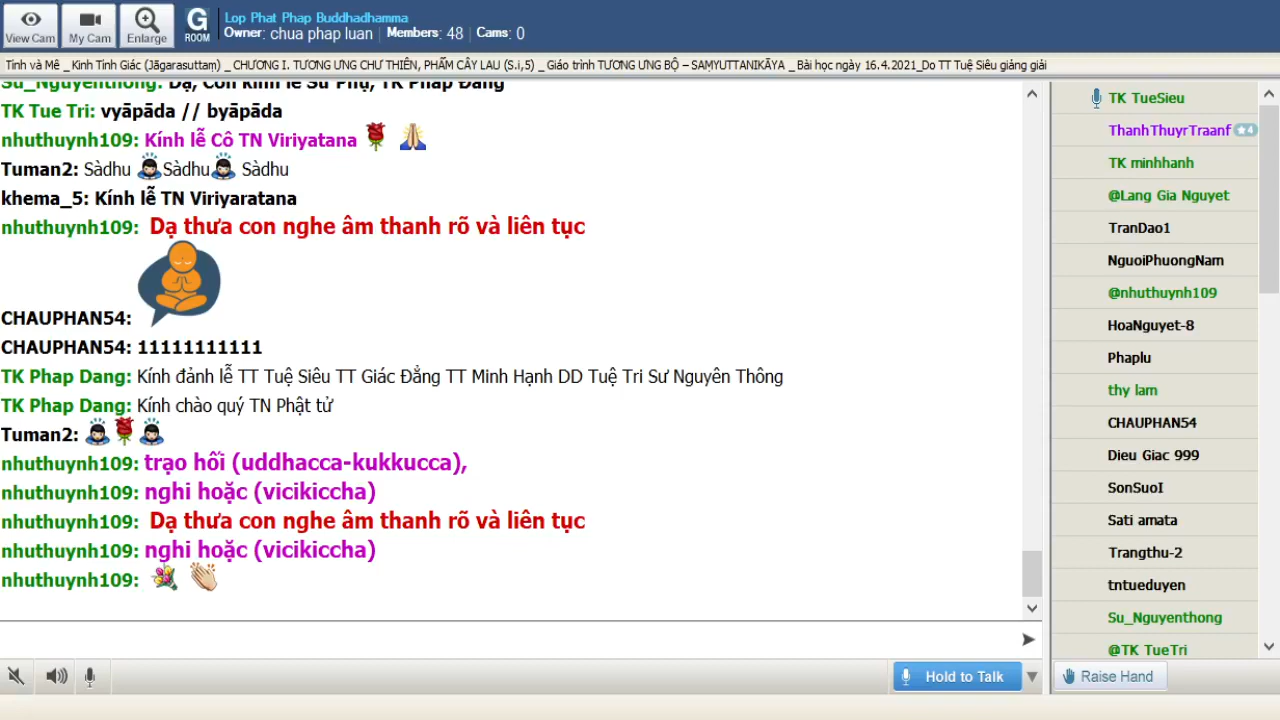 View Cam
My Cam
Enlarge
G
ROOM
Lop Phat Phap Buddhadhamma
Owner: chua phap luan | Members: 48 | Cams: 0
Tỉnh và Mê _Kinh Tỉnh Giác (Jāgarasuttaṃ) _ CHƯƠNG I. TƯƠNG ƯNG CHƯ THIÊN, PHẨM CÂY LAU (S.i,5) _ Giáo trình TƯƠNG ƯNG BỘ – SAṂYUTTANIKĀYA _ Bài học ngày 16.4.2021_Do TT Tuệ Siêu giảng giải
Su_Nguyenthong: Dạ, Con kính lễ Sư Phụ, TK Pháp Đăng
TK Tue Tri: vyāpāda // byāpāda
nhuthuynh109: Kính lễ Cô TN Viriyatana
Tuman2: Sàdhu Sàdhu Sàdhu
khema_5: Kính lễ TN Viriyaratana
nhuthuynh109: Dạ thưa con nghe âm thanh rõ và liên tục
CHAUPHAN54:
CHAUPHAN54: 11111111111
TK Phap Dang: Kính đảnh lễ TT Tuệ Siêu TT Giác Đẳng TT Minh Hạnh DD Tuệ Tri Sư Nguyên Thông
TK Phap Dang: Kính chào quý TN Phật tử
Tuman2:
nhuthuynh109: trạo hối (uddhacca-kukkucca),
nhuthuynh109: nghi hoặc (vicikiccha)
nhuthuynh109: Dạ thưa con nghe âm thanh rõ và liên tục
nhuthuynh109: nghi hoặc (vicikiccha)
nhuthuynh109:
TK TueSieu
ThanhThuyrTraanf 4
TK minhhanh
@Lang Gia Nguyet
TranDao1
NguoiPhuongNam
@nhuthuynh109
HoaNguyet-8
Phaplu
thy lam
CHAUPHAN54
Dieu Giac 999
SonSuoI
Sati amata
Trangthu-2
tntueduyen
Su_Nguyenthong
@TK TueTri
Hold to Talk
Raise Hand